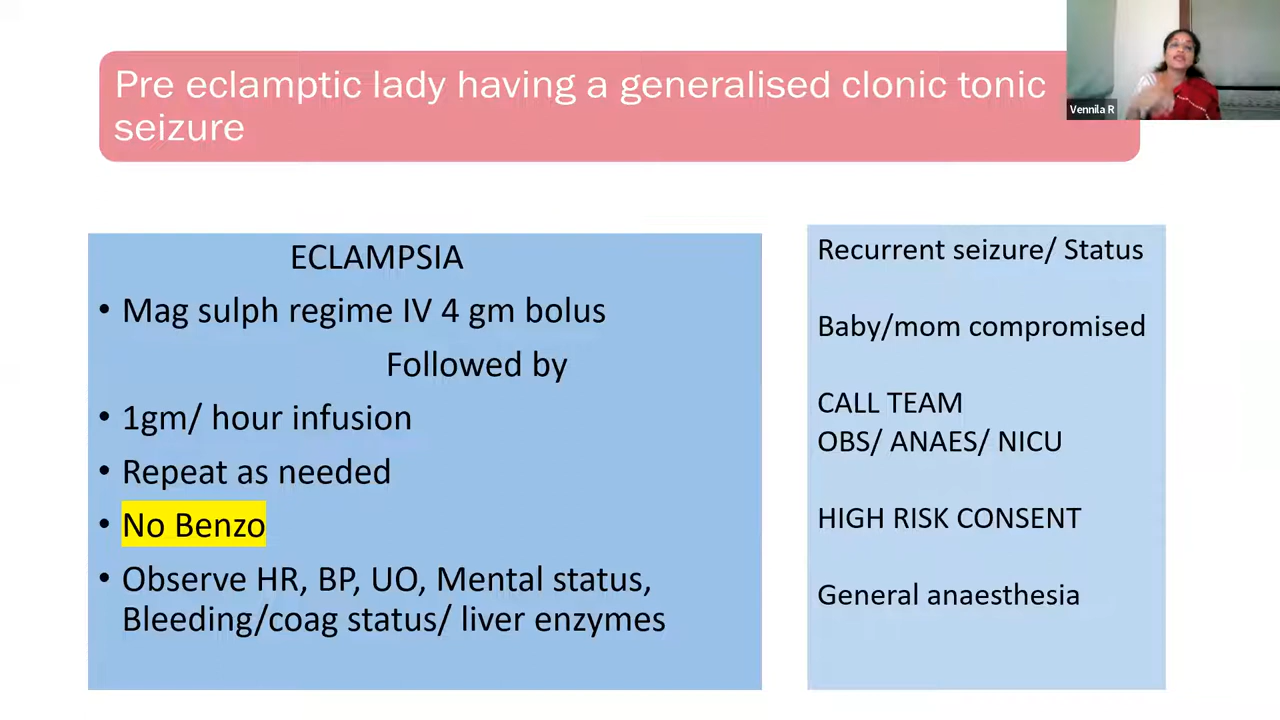 Pre eclamptic lady having a generalised clonic tonic
seizure
Vennila R
ECLAMPSIA
• Mag sulph regime IV 4 gm bolus
Followed by
• 1gm/ hour infusion
• Repeat as needed
• No Benzo
• Observe HR, BP, UO, Mental status,
Bleeding/coag status/ liver enzymes
Recurrent seizure/ Status
Baby/mom compromised
CALL TEAM
OBS/ ANAES/ NICU
HIGH RISK CONSENT
General anaesthesia